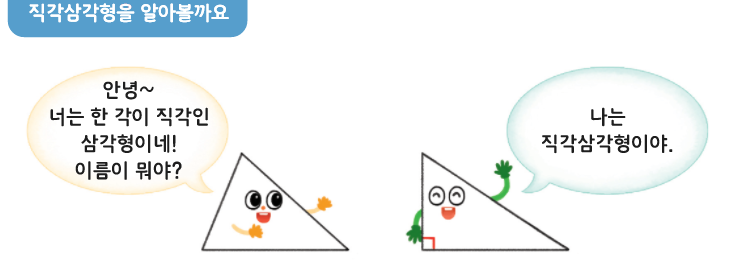 직각삼각형을 알아볼까요
안녕~
너는 한 각이 직각인
삼각형이네!
이름이 뭐야?
나는
직각삼각형이야.